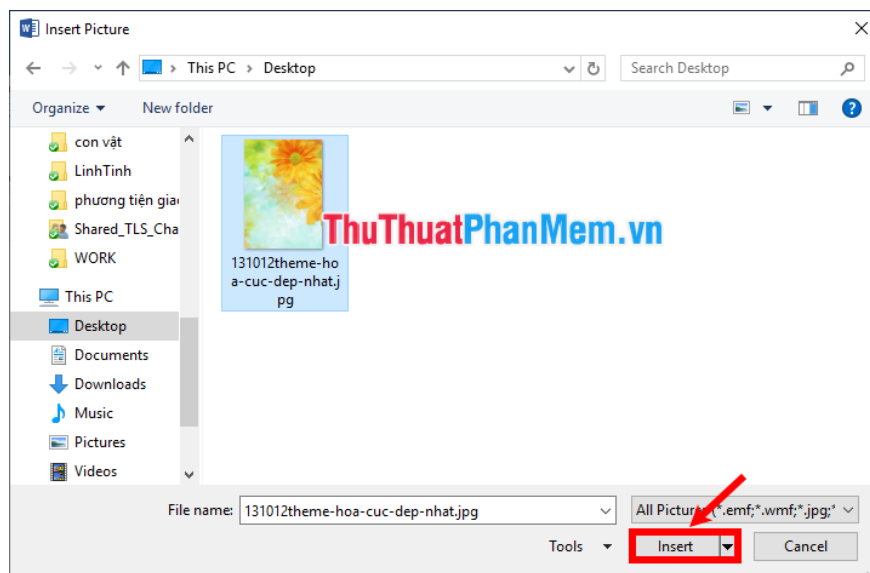 Insert Picture
This PC > Desktop
Search Desktop
Organize
New folder
con vật
LinhTinh
phương tiện gia
Shared_TLS_Cha
WORK
This PC
Desktop
Documents
Downloads
Music
Pictures
Videos
131012theme-ho
a-cuc-dep-nhat.j
pg
ThuThuatPhanMem.vn
File name: 131012theme-hoa-cuc-dep-nhat.jpg
All Pictures (*.emf;*.wmf;*.jpg;*
Tools
Insert
Cancel